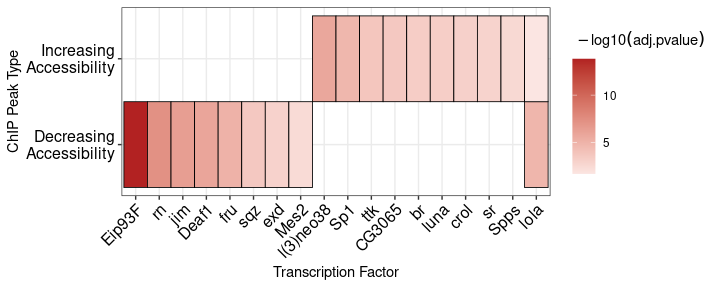 ChIP Peak Type
Increasing
Accessibility
Decreasing
Accessibility
Eip93F
rn
jim
Deaf1
fru
sqz
exd
Mes2
l(3)neo38
Sp1
ttk
CG3065
br
luna
crol
sr
Spps
lola
Transcription Factor
−log10(adj.pvalue)
10
5